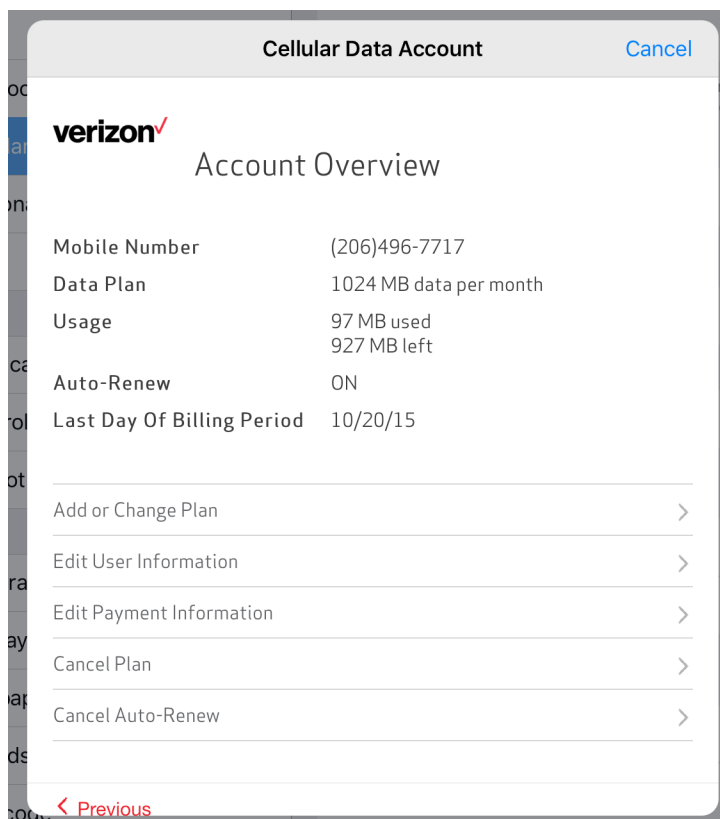 Cellular Data Account
Cancel
verizon
Account Overview
Mobile Number (206)496-7717
Data Plan 1024 MB data per month
Usage 97 MB used
927 MB left
Auto-Renew ON
Last Day Of Billing Period 10/20/15
Add or Change Plan
Edit User Information
Edit Payment Information
Cancel Plan
Cancel Auto-Renew
Previous